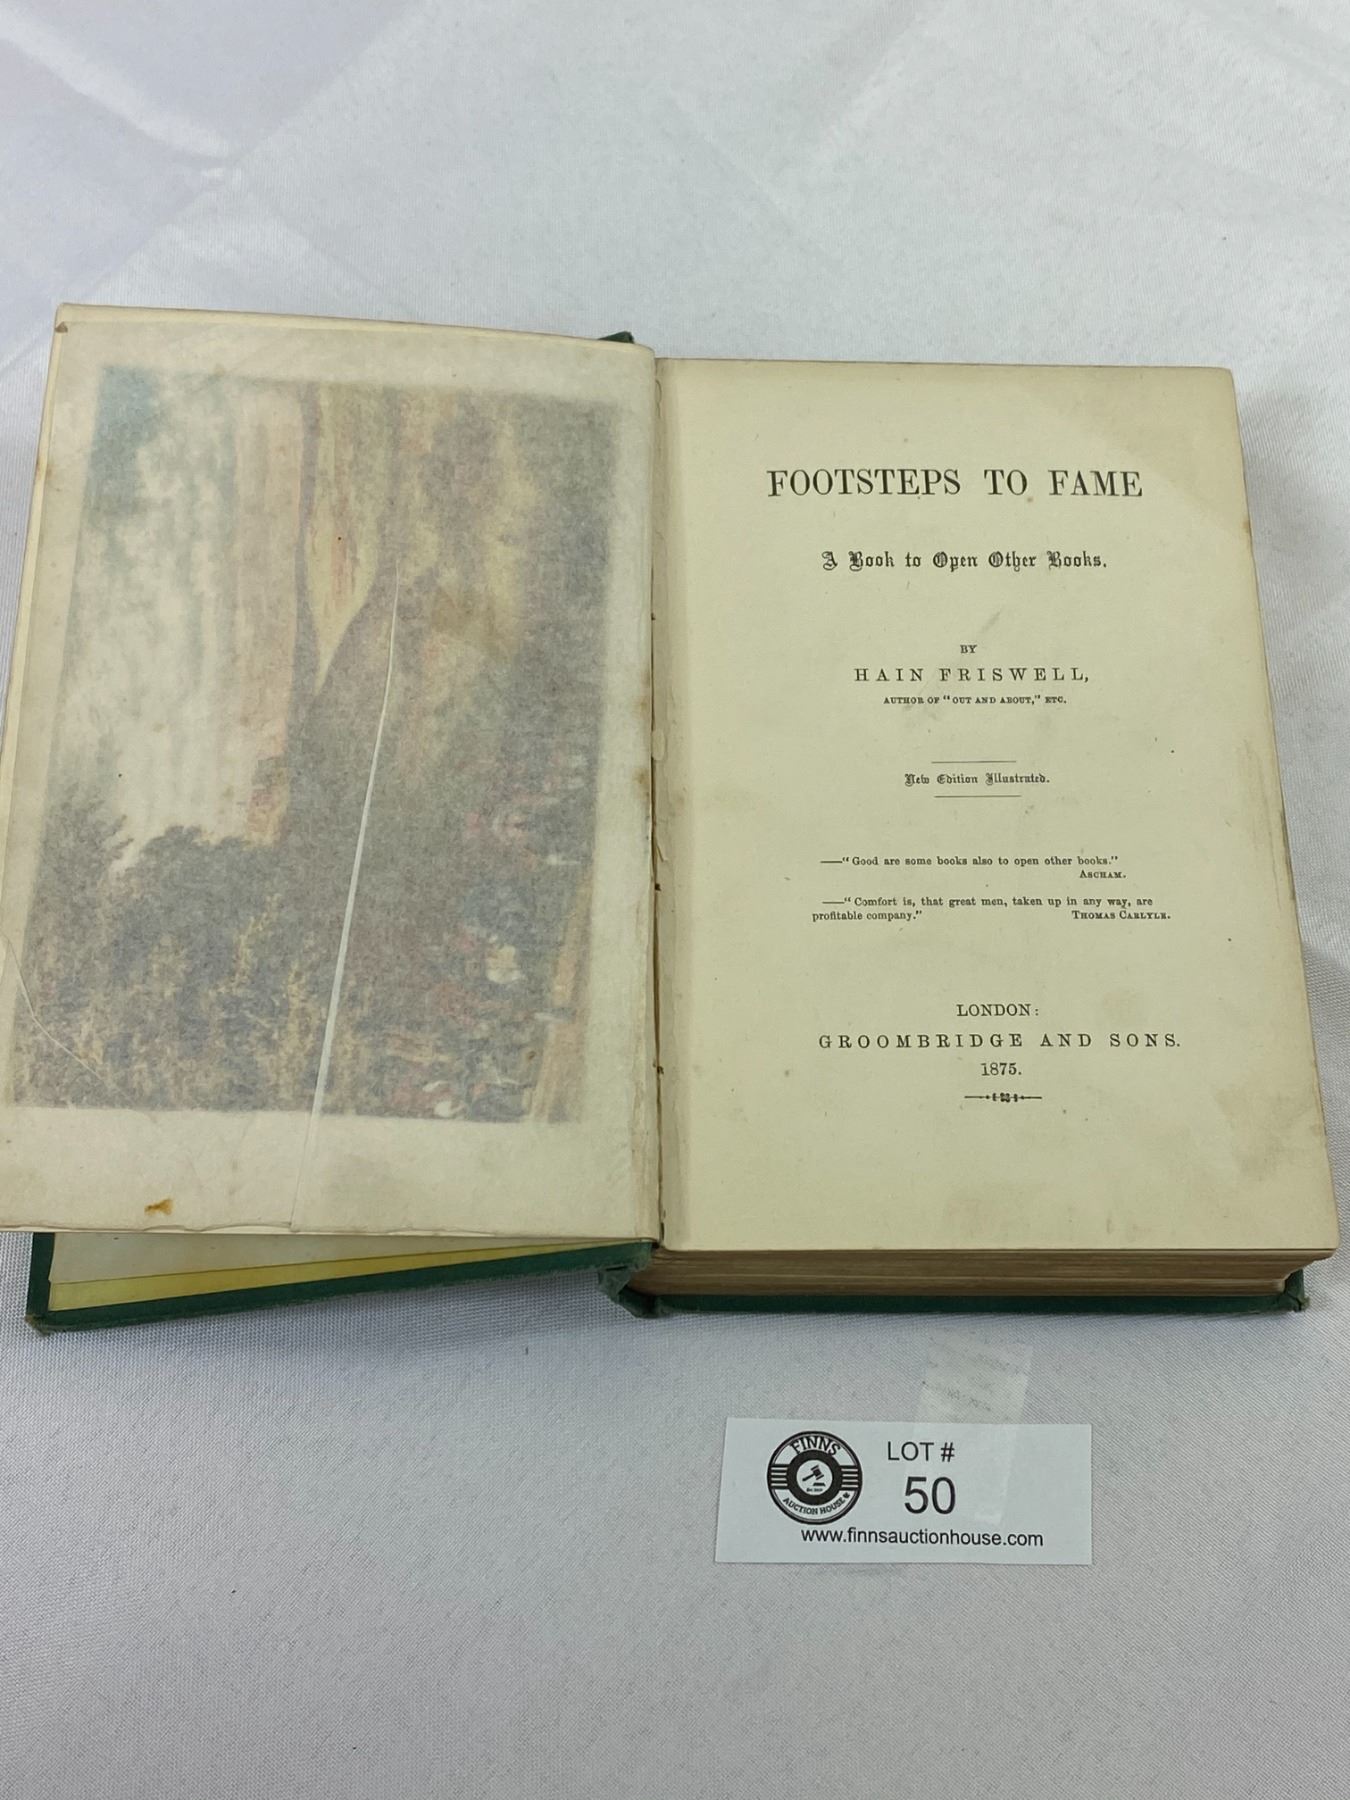 FOOTSTEPS TO FAME
A Book to Open Other Books.
BY
HAIN FRISWELL,
AUTHOR OF "OUT AND ABOUT," ETC.
New Edition Illustrated.
—"Good are some books also to open other books."
ASCHAM.
—"Comfort is, that great men, taken up in any way, are
profitable company." THOMAS CARLYLE.
LONDON:
GROOMBRIDGE AND SONS.
1875.
FINNS
AUCTION HOUSE
LOT #
50
www.finnsauctionhouse.com